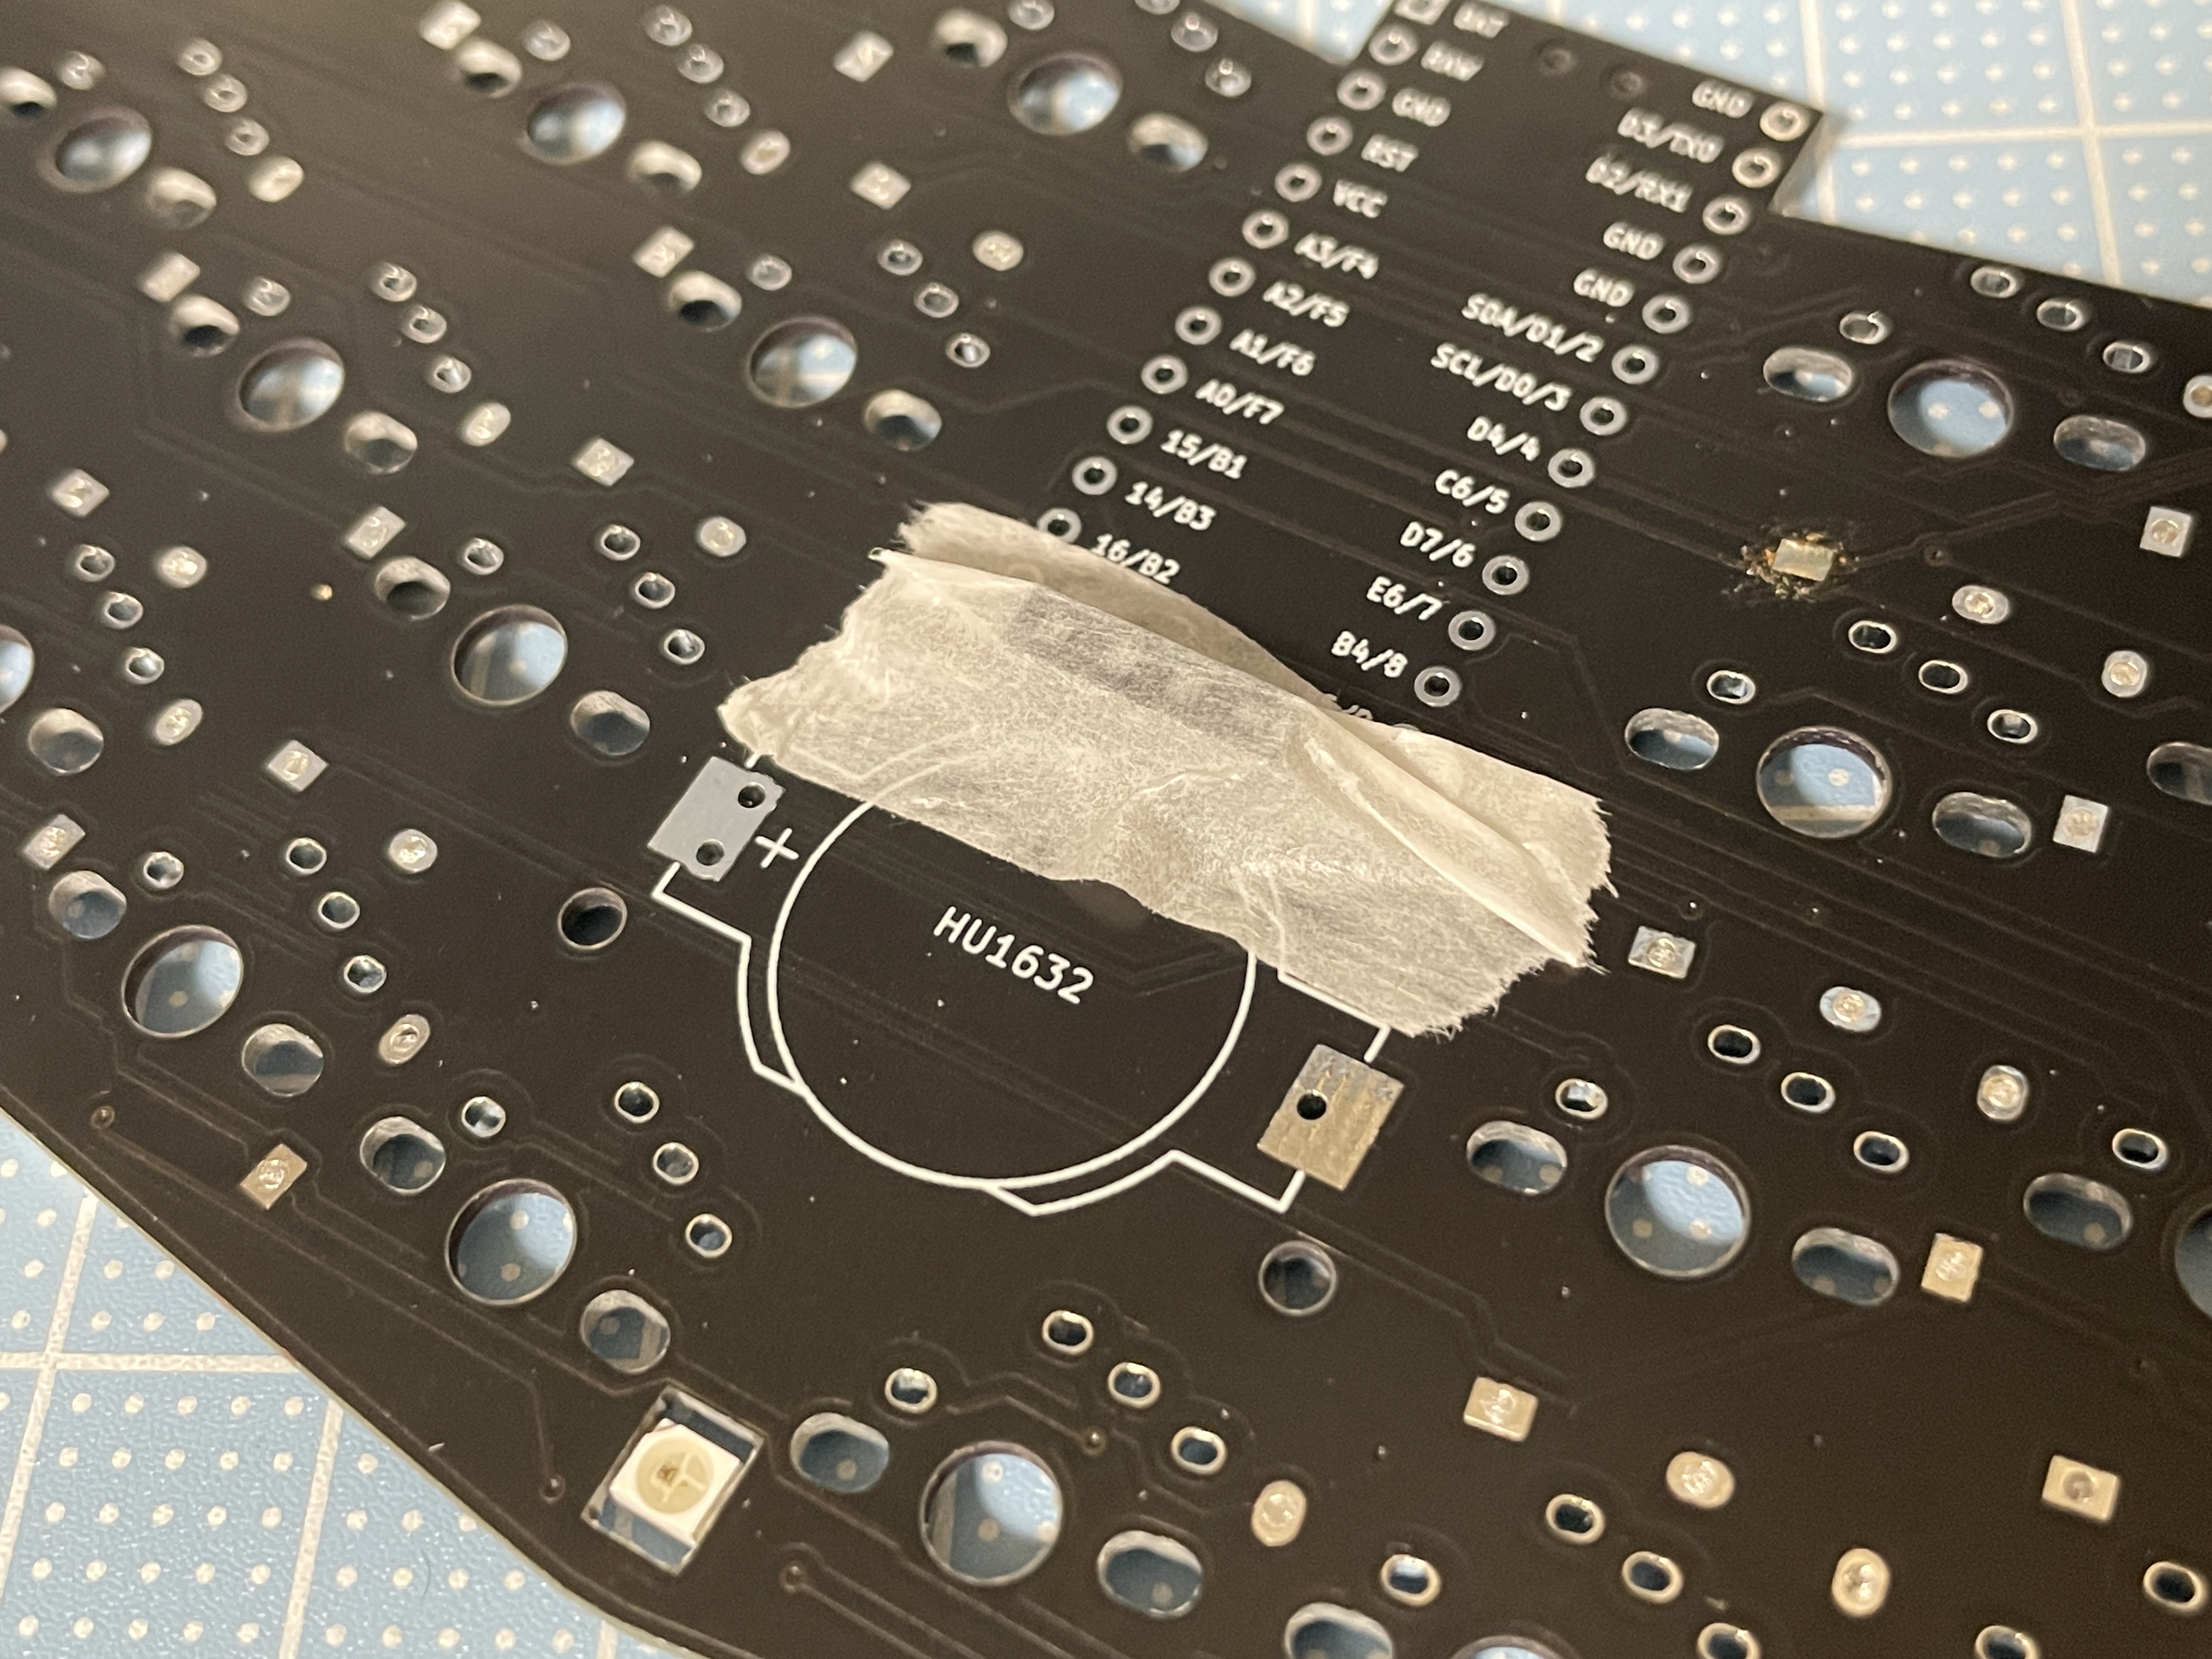 BAT
RAW
GND
RST
VCC
A3/F4
A2/F5
A1/F6
A0/F7
15/B1
14/B3
16/B2
GND
D3/TX0
D2/RX1
GND
GND
SDA/D1/2
SCL/D0/3
D4/4
C6/5
D7/6
E6/7
B4/8
+
HU1632